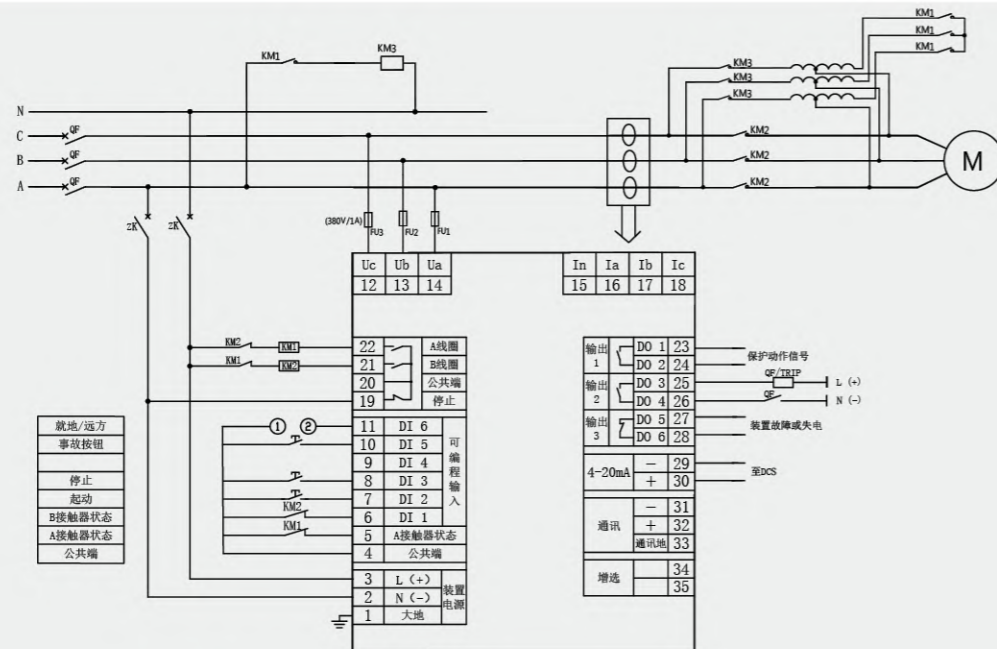 KM1
KM1
KM1
KM1
KM3
KM3
KM3
KM3
N
C QF
B QF
A QF
KM2
KM2
KM2
M
zK
zK
(380V/1A)
FU3
FU2
FU1
Uc Ub Ua
12 13 14
In Ia Ib Ic
15 16 17 18
KM2 KM1 22 A线圈
KM1 KM2 21 B线圈
20 公共端
19 停止
① ② 11 DI 6
10 DI 5
9 DI 4
8 DI 3
7 DI 2
KM2 6 DI 1
可编程输入
KM1 5 A接触器状态
4 公共端
3 L (+)
2 N (-)
1 大地
装置电源
就地/远方
事故按钮
停止
起动
B接触器状态
A接触器状态
公共端
输出1 DO 1 23
DO 2 24
保护动作信号
输出2 DO 3 25
DO 4 26
QF/TRIP L (+)
QF N (-)
输出3 DO 5 27
DO 6 28
装置故障或失电
4-20mA - 29
+ 30
至DCS
通讯 - 31
+ 32
通讯地 33
增选 34
35